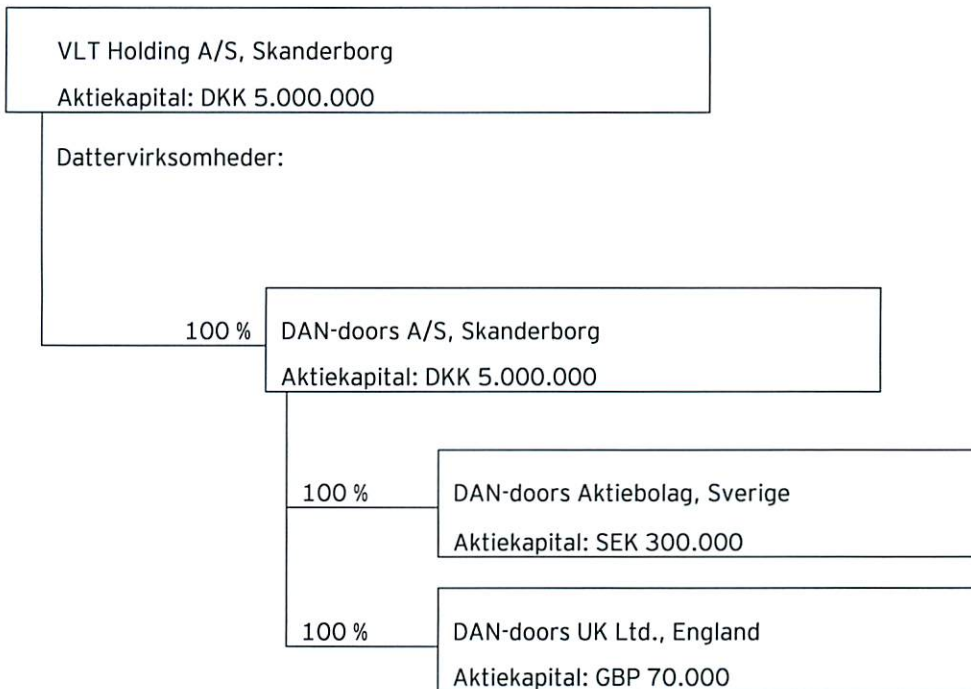 VLT Holding A/S, Skanderborg
Aktiekapital: DKK 5.000.000
Dattervirksomheder:
100 %
DAN-doors A/S, Skanderborg
Aktiekapital: DKK 5.000.000
100 %
DAN-doors Aktiebolag, Sverige
Aktiekapital: SEK 300.000
100 %
DAN-doors UK Ltd., England
Aktiekapital: GBP 70.000